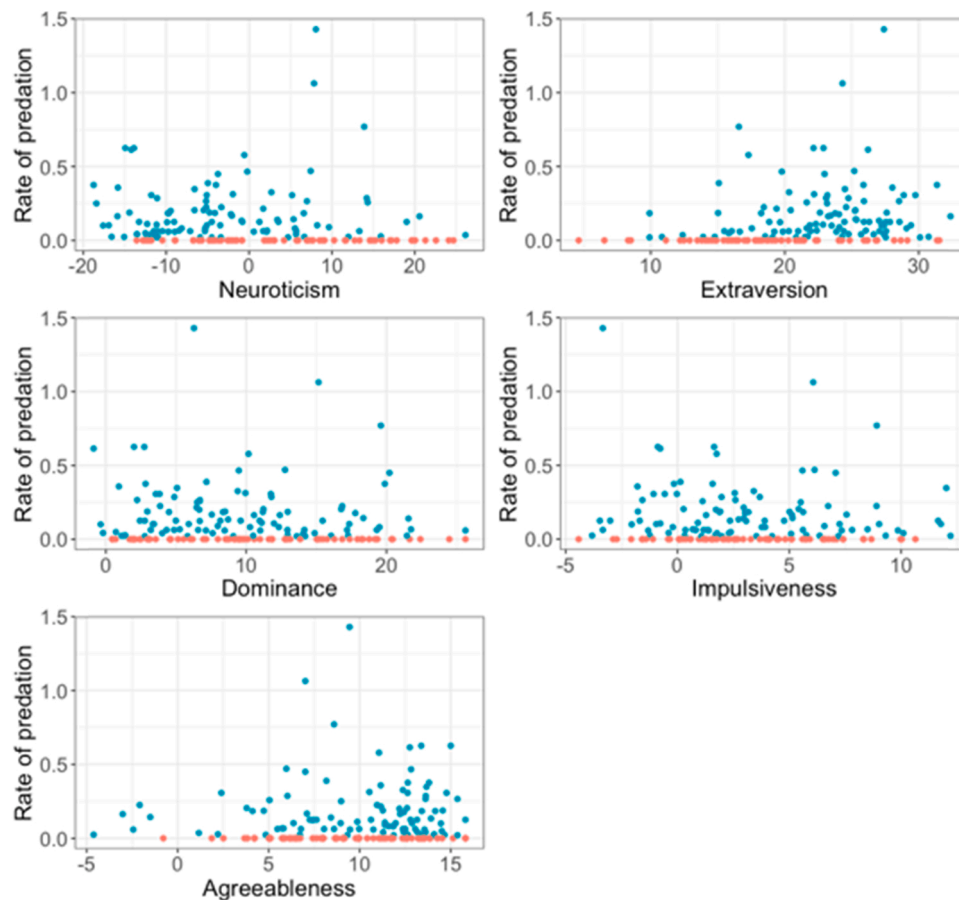 1.5
1.0
0.5
0.0
Rate of predation
-20 -10 0 10 20
Neuroticism
1.5
1.0
0.5
0.0
Rate of predation
10 20 30
Extraversion
1.5
1.0
0.5
0.0
Rate of predation
0 10 20
Dominance
1.5
1.0
0.5
0.0
Rate of predation
-5 0 5 10
Impulsiveness
1.5
1.0
0.5
0.0
Rate of predation
-5 0 5 10 15
Agreeableness